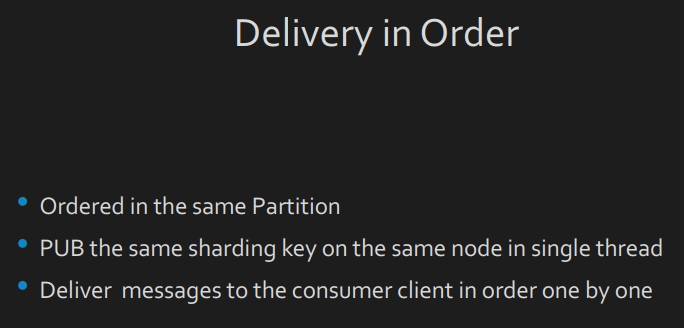 Delivery in Order
• Ordered in the same Partition
• PUB the same sharding key on the same node in single thread
• Deliver  messages to the consumer client in order one by one